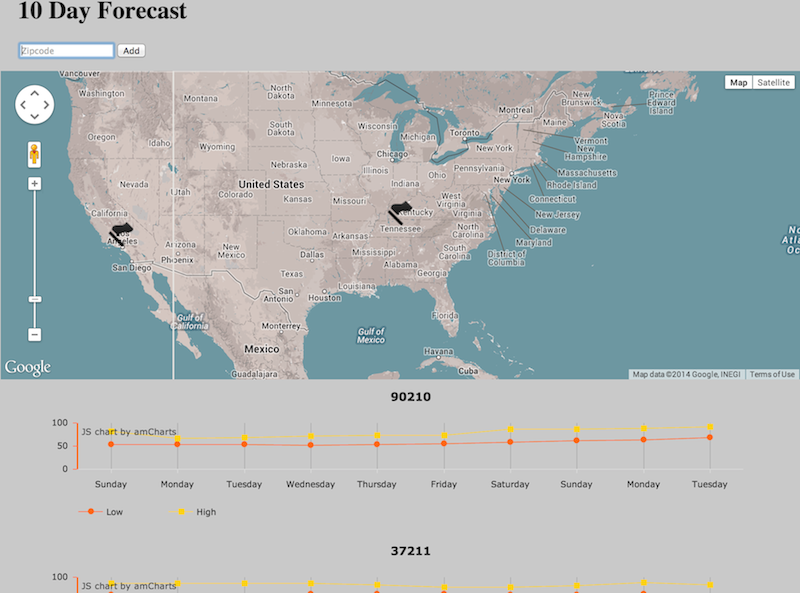 10 Day Forecast
Zipcode
Add
Vancouver
Washington
Montana
North Dakota
Minnesota
Montreal
New Brunswick
Prince Edward Island
Map
Satellite
Nova Scotia
Maine
Oregon
Idaho
Wyoming
South Dakota
Wisconsin
Michigan
Toronto
New York
Vermont
New Hampshire
Nebraska
Iowa
Chicago
Illinois
Indiana
Ohio
Pennsylvania
New York
Massachusetts
Rhode Island
Connecticut
New Jersey
Delaware
Maryland
District of Columbia
Nevada
Utah
Colorado
United States
Kansas
Missouri
West Virginia
Virginia
Kentucky
California
Los Angeles
San Diego
Arizona
Phoenix
New Mexico
Oklahoma
Arkansas
Tennessee
North Carolina
South Carolina
Dallas
Mississippi
Alabama
Georgia
Texas
San Antonio
Houston
Louisiana
Florida
Gulf of California
Monterrey
Gulf of Mexico
Mexico
Guadalajara
Havana
Cuba
Google
Map data ©2014 Google, INEGI
Terms of Use
90210
100
50
0
JS chart by amCharts
Sunday Monday Tuesday Wednesday Thursday Friday Saturday Sunday Monday Tuesday
Low High
37211
100
JS chart by amCharts